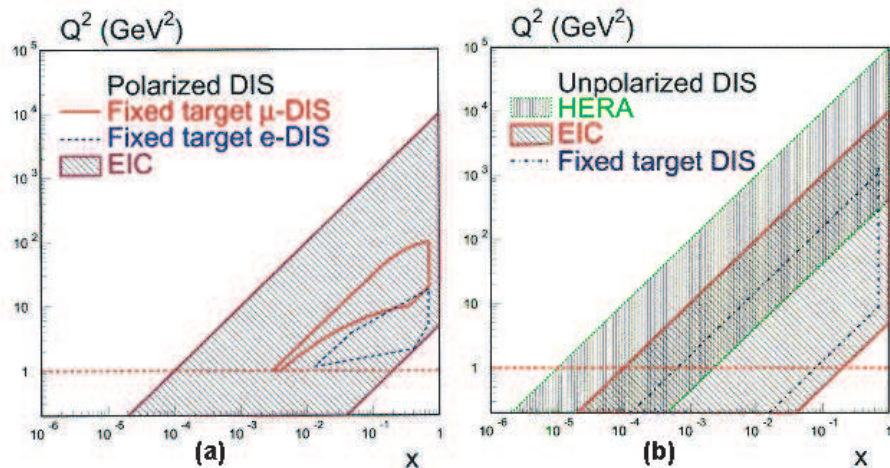 Q² (GeV²)
10⁵
10⁴
10³
10²
10
1
Polarized DIS
Fixed target μ-DIS
Fixed target e-DIS
EIC
10⁻⁶ 10⁻⁵ 10⁻⁴ 10⁻³ 10⁻² 10⁻¹ 1
(a)
x
Q² (GeV²)
10⁵
10⁴
10³
10²
10
1
Unpolarized DIS
HERA
EIC
Fixed target DIS
10⁻⁶ 10⁻⁵ 10⁻⁴ 10⁻³ 10⁻² 10⁻¹ 1
(b)
x